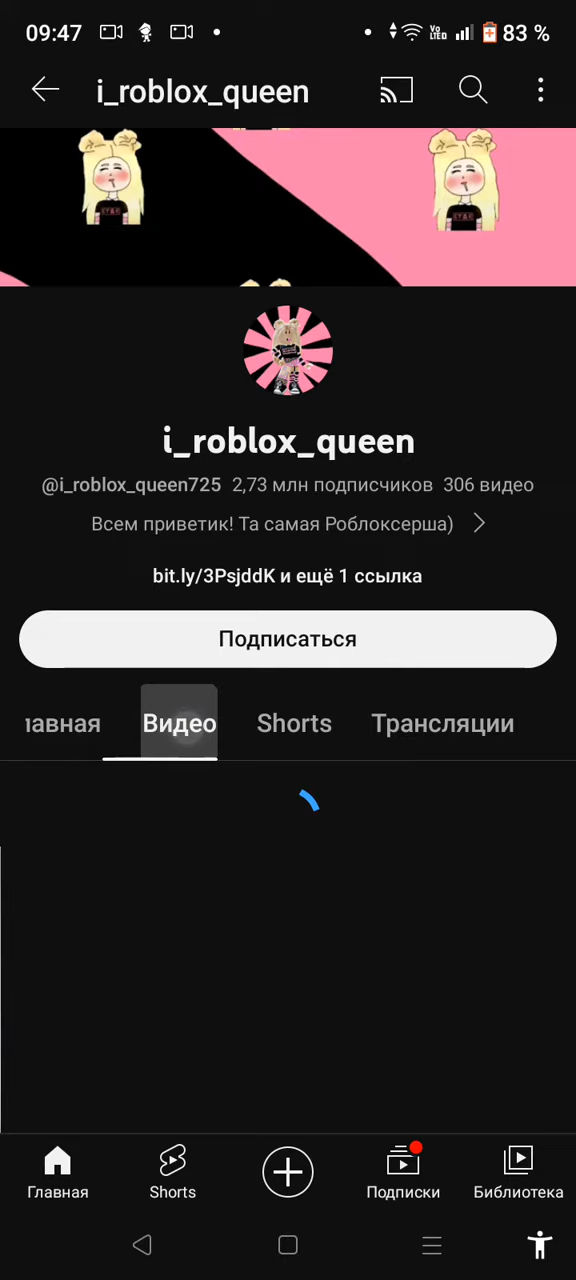 09:47 83 %
i_roblox_queen
i_roblox_queen
@i_roblox_queen725 2,73 млн подписчиков 306 видео
Всем приветик! Та самая Роблоксерша)
bit.ly/3PsjddK и ещё 1 ссылка
Подписаться
лавная Видео Shorts Трансляции
Главная Shorts Подписки Библиотека